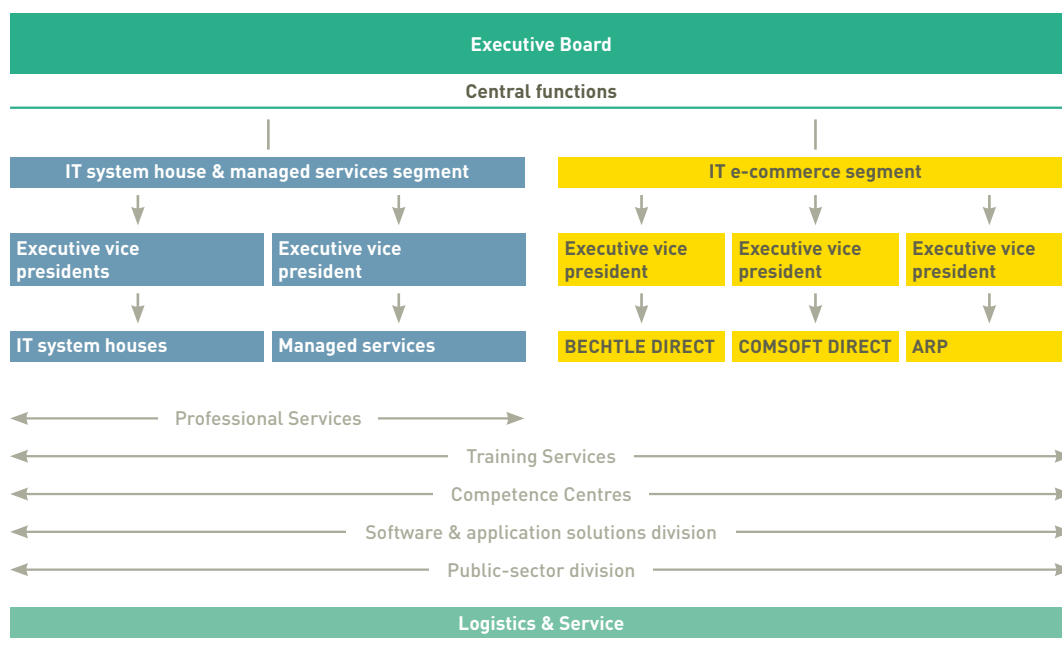 Executive Board
Central functions
IT system house & managed services segment
IT e-commerce segment
Executive vice
presidents
Executive vice
president
Executive vice
president
Executive vice
president
Executive vice
president
IT system houses
Managed services
BECHTLE DIRECT
COMSOFT DIRECT
ARP
Professional Services
Training Services
Competence Centres
Software & application solutions division
Public-sector division
Logistics & Service